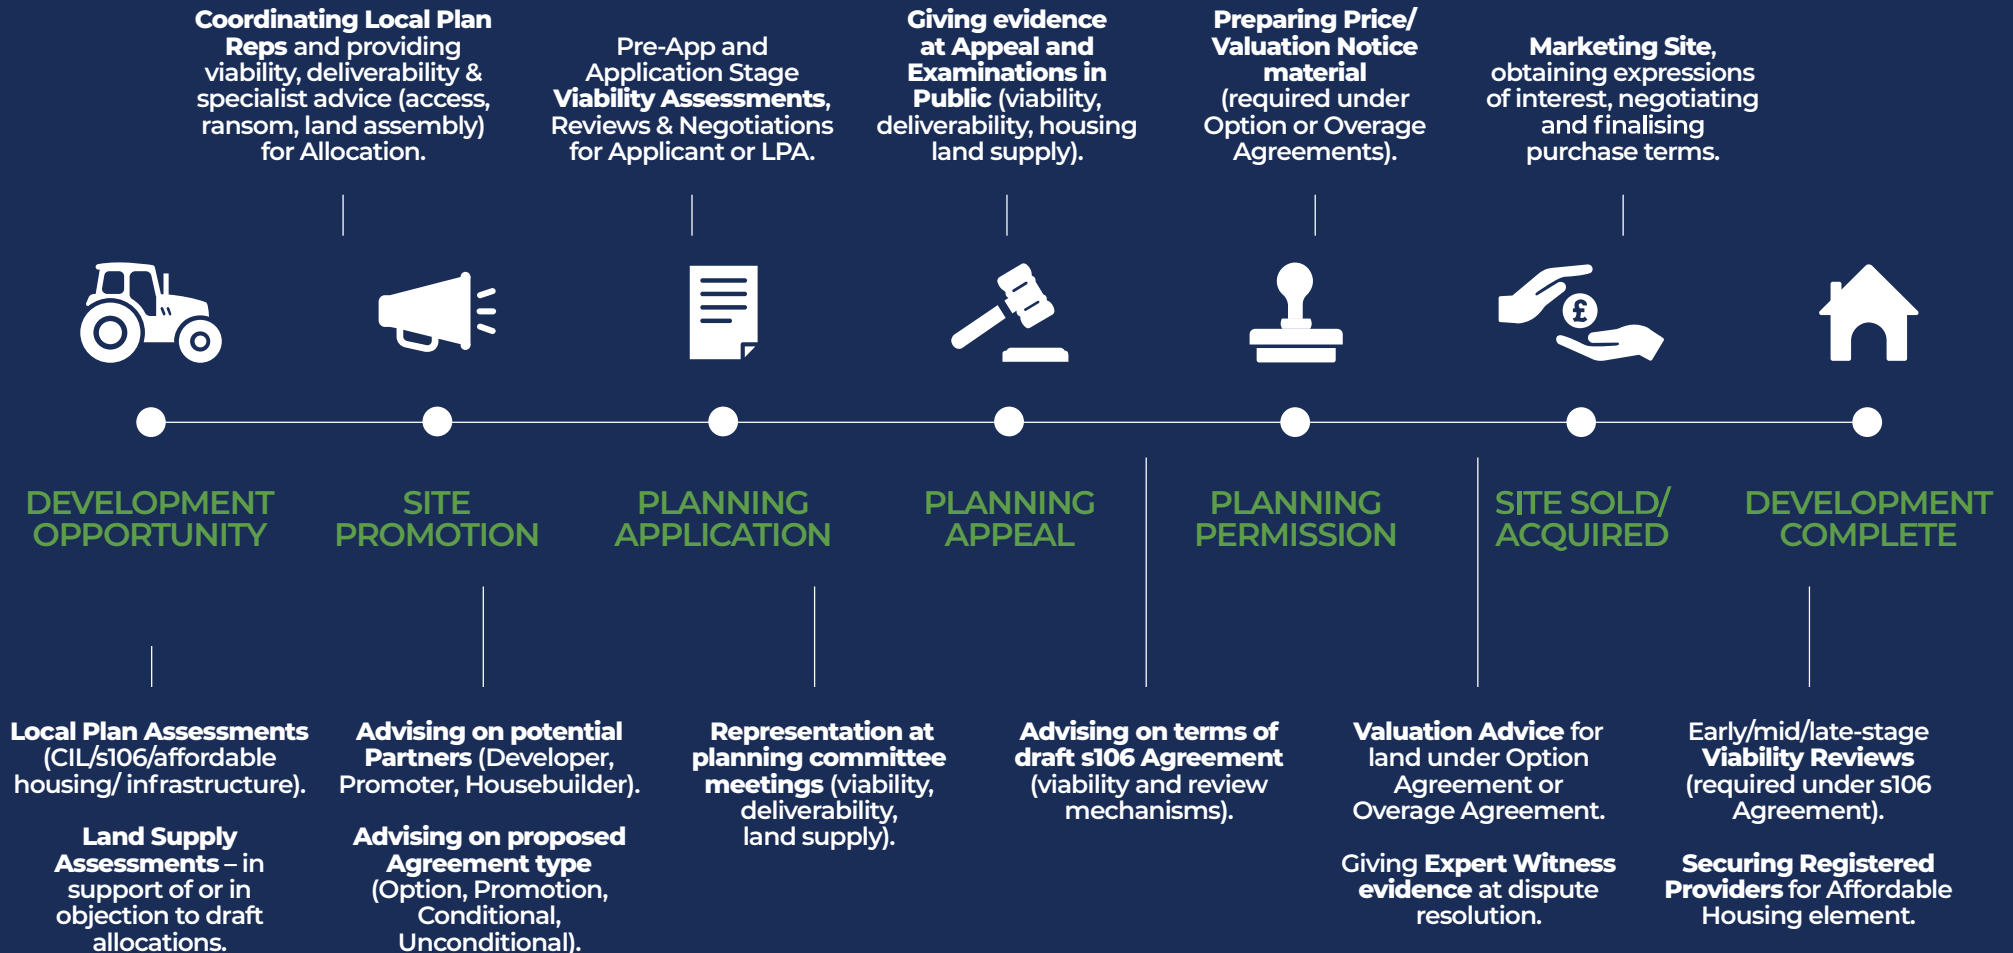 Coordinating Local Plan
Reps and providing
viability, deliverability &
specialist advice (access,
ransom, land assembly)
for Allocation.
Pre-App and
Application Stage
Viability Assessments,
Reviews & Negotiations
for Applicant or LPA.
Giving evidence
at Appeal and
Examinations in
Public (viability,
deliverability, housing
land supply).
Preparing Price/
Valuation Notice
material
(required under
Option or Overage
Agreements).
Marketing Site,
obtaining expressions
of interest, negotiating
and finalising
purchase terms.
£
DEVELOPMENT
OPPORTUNITY
SITE
PROMOTION
PLANNING
APPLICATION
PLANNING
APPEAL
PLANNING
PERMISSION
SITE SOLD/
ACQUIRED
DEVELOPMENT
COMPLETE
Local Plan Assessments
(CIL/s106/affordable
housing/ infrastructure).
Land Supply
Assessments – in
support of or in
objection to draft
allocations.
Advising on potential
Partners (Developer,
Promoter, Housebuilder).
Advising on proposed
Agreement type
(Option, Promotion,
Conditional,
Unconditional).
Representation at
planning committee
meetings (viability,
deliverability,
land supply).
Advising on terms of
draft s106 Agreement
(viability and review
mechanisms).
Valuation Advice for
land under Option
Agreement or
Overage Agreement.
Giving Expert Witness
evidence at dispute
resolution.
Early/mid/late-stage
Viability Reviews
(required under s106
Agreement).
Securing Registered
Providers for Affordable
Housing element.